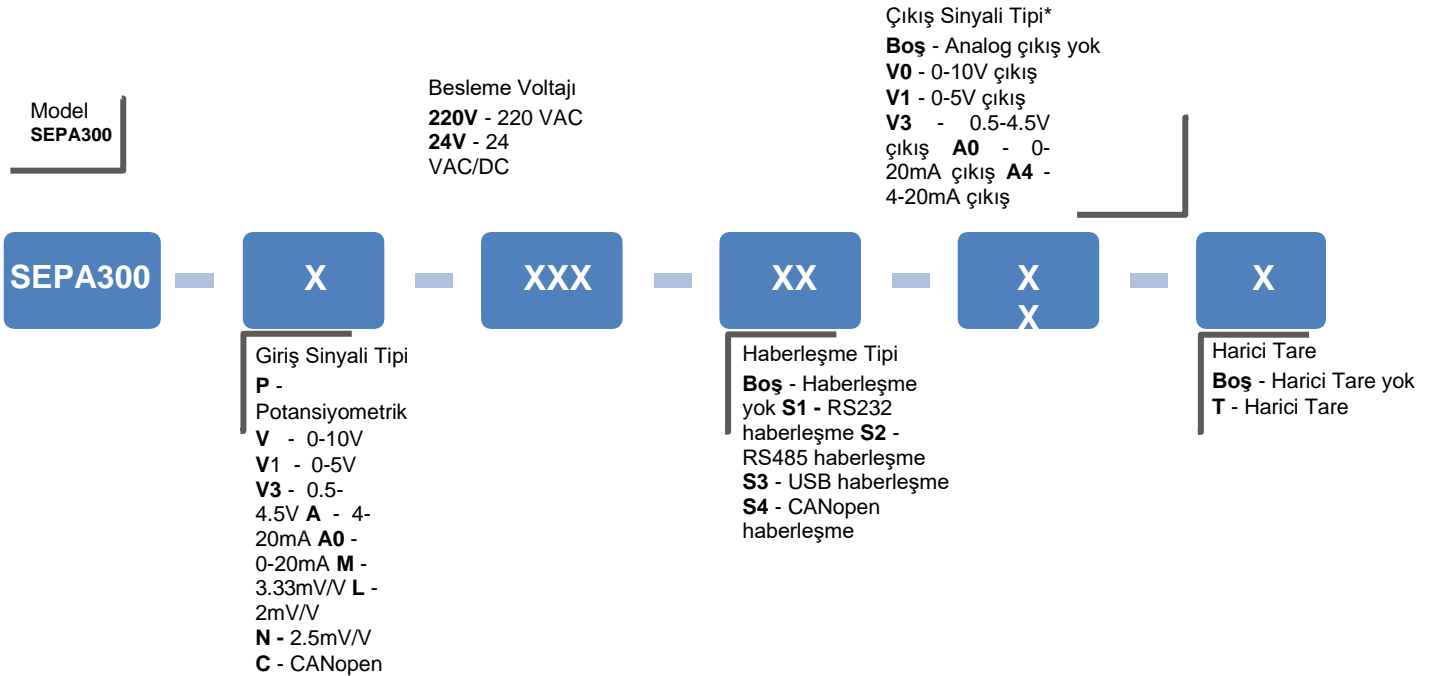 Model
SEPA300
Besleme Voltajı
220V - 220 VAC
24V - 24
VAC/DC
Çıkış Sinyali Tipi*
Boş - Analog çıkış yok
V0 - 0-10V çıkış
V1 - 0-5V çıkış
V3 - 0.5-4.5V
çıkış A0 - 0-
20mA çıkış A4 -
4-20mA çıkış
SEPA300
X
XXX
XX
X
X
X
Giriş Sinyali Tipi
P -
Potansiyometrik
V - 0-10V
V1 - 0-5V
V3 - 0.5-
4.5V A - 4-
20mA A0 -
0-20mA M -
3.33mV/V L -
2mV/V
N - 2.5mV/V
C - CANopen
Haberleşme Tipi
Boş - Haberleşme
yok S1 - RS232
haberleşme S2 -
RS485 haberleşme
S3 - USB haberleşme
S4 - CANopen
haberleşme
Harici Tare
Boş - Harici Tare yok
T - Harici Tare